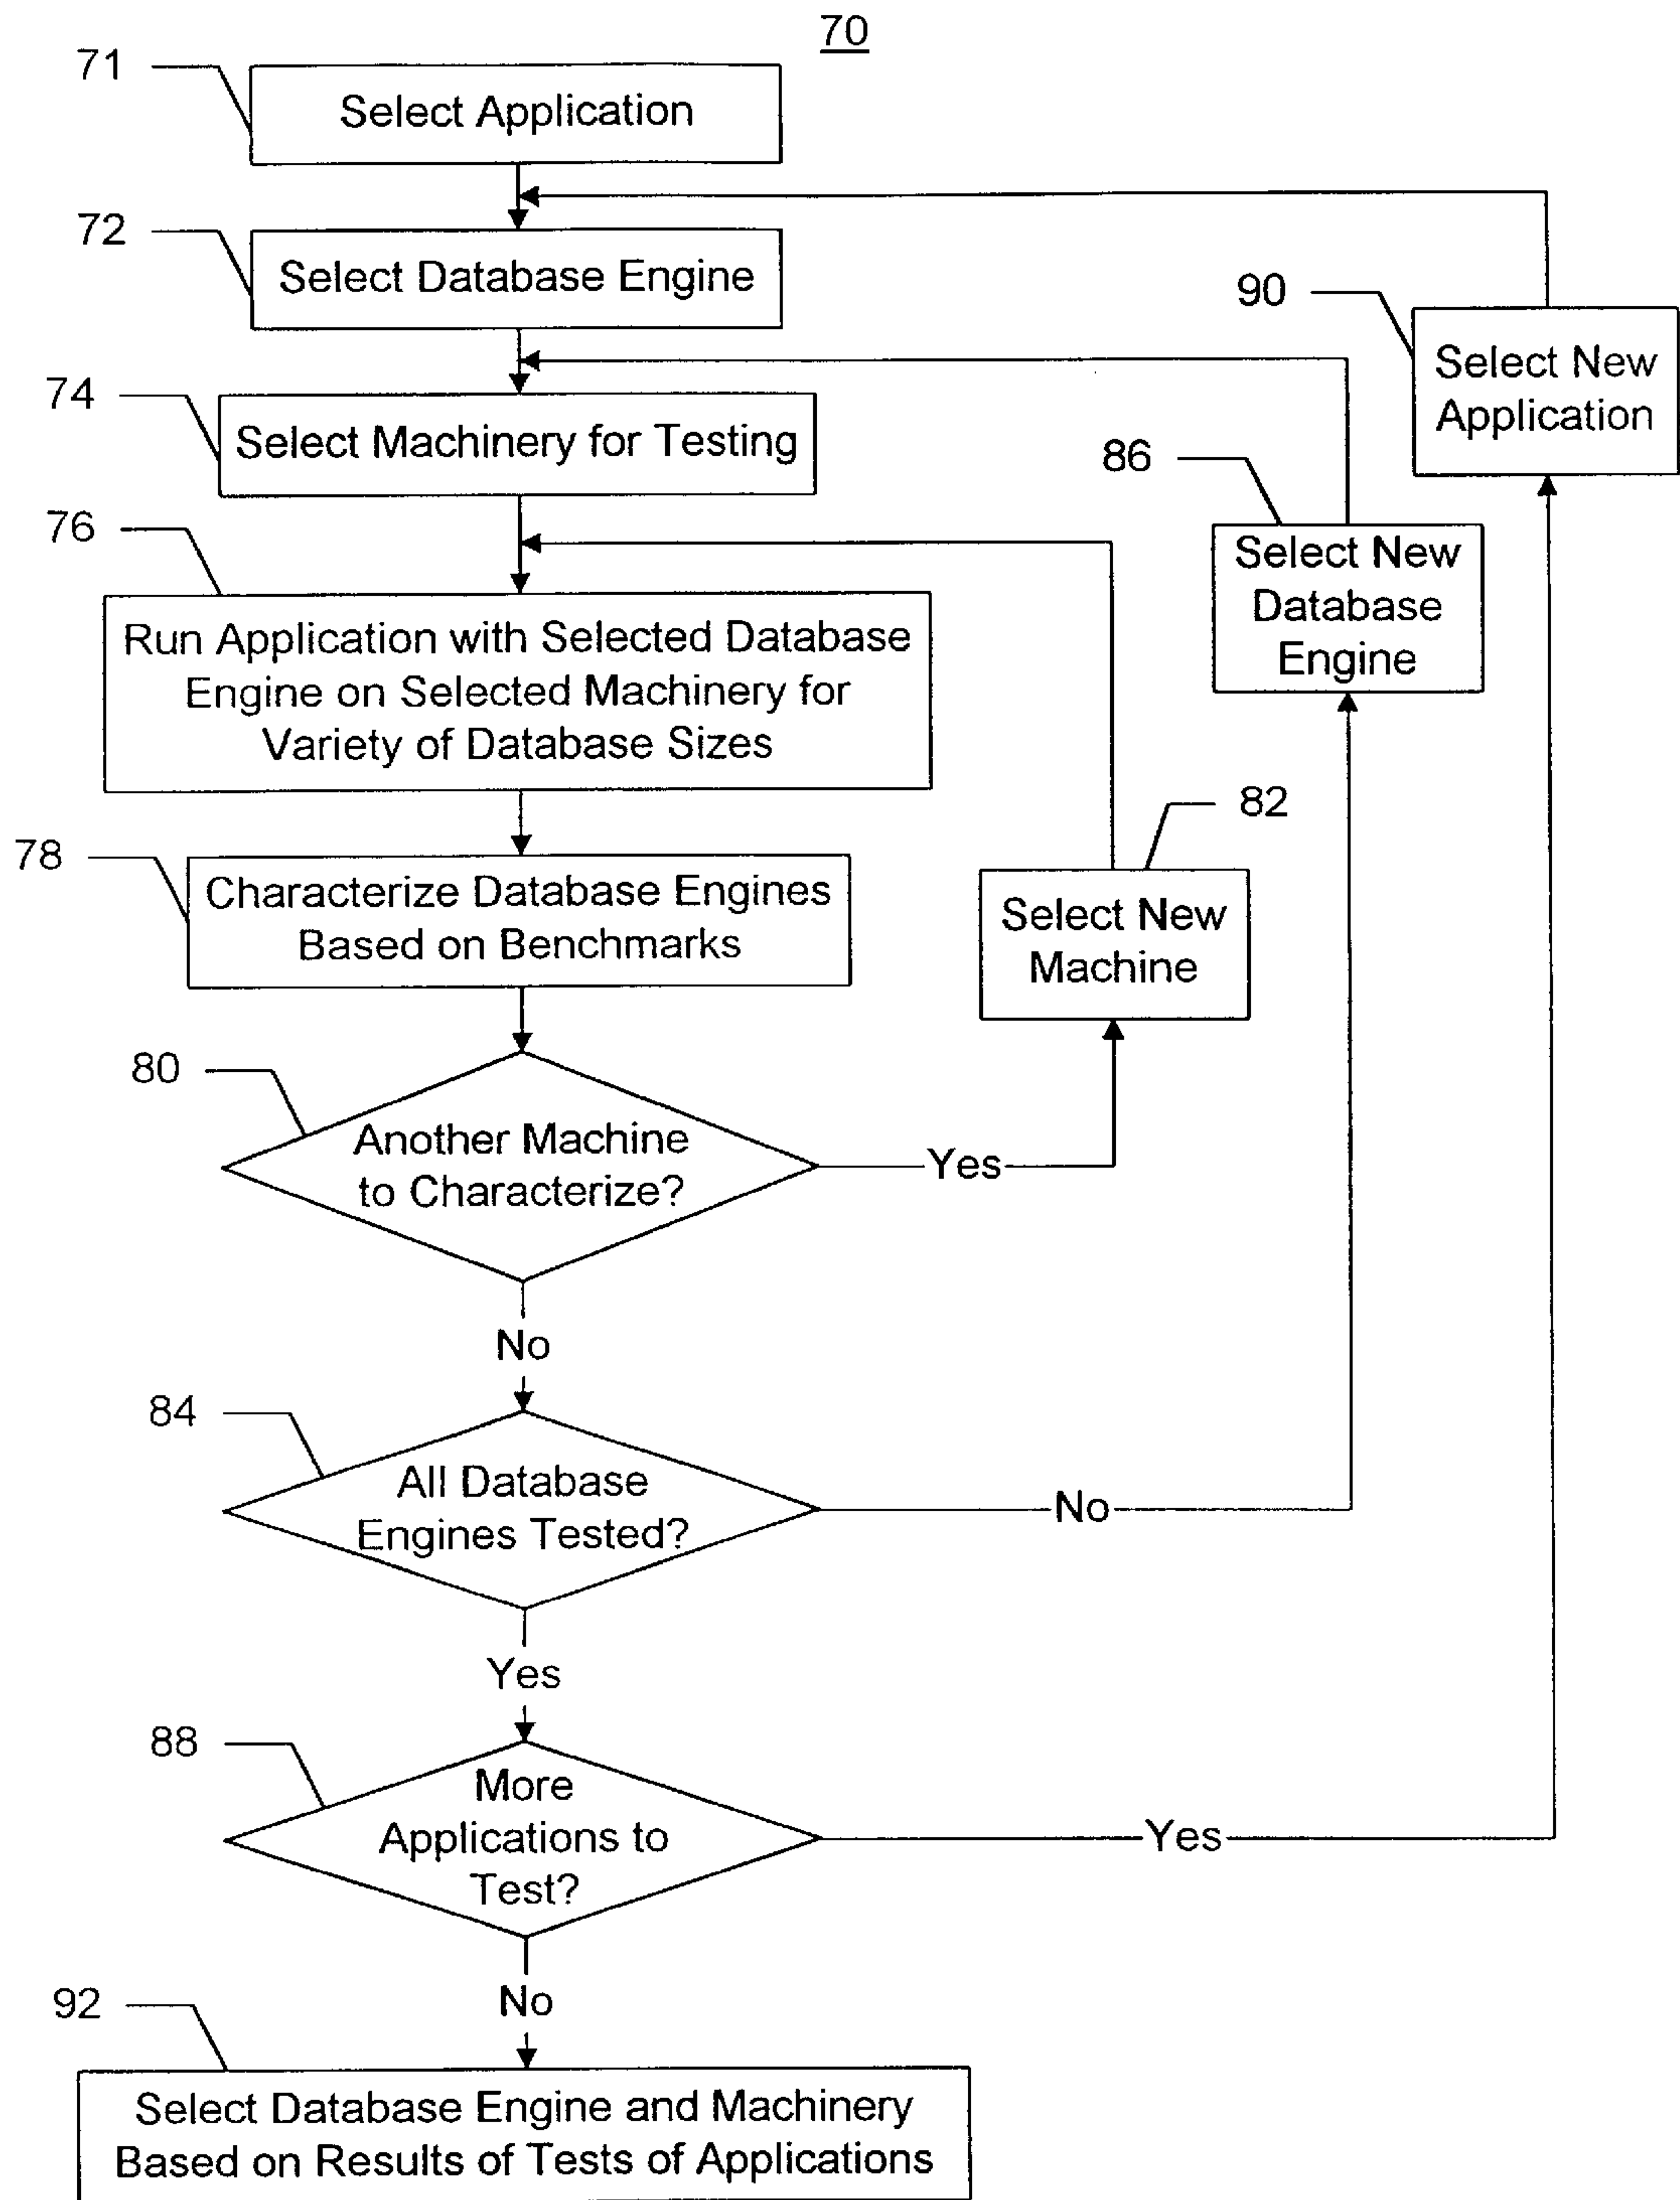 70
71
Select Application
72
Select Database Engine
90
Select New
Application
74
Select Machinery for Testing
86
Select New
Database
Engine
76
Run Application with Selected Database
Engine on Selected Machinery for
Variety of Database Sizes
82
Select New
Machine
78
Characterize Database Engines
Based on Benchmarks
80
Another Machine
to Characterize?
Yes
No
84
All Database
Engines Tested?
No
Yes
88
More
Applications to
Test?
Yes
No
92
Select Database Engine and Machinery
Based on Results of Tests of Applications